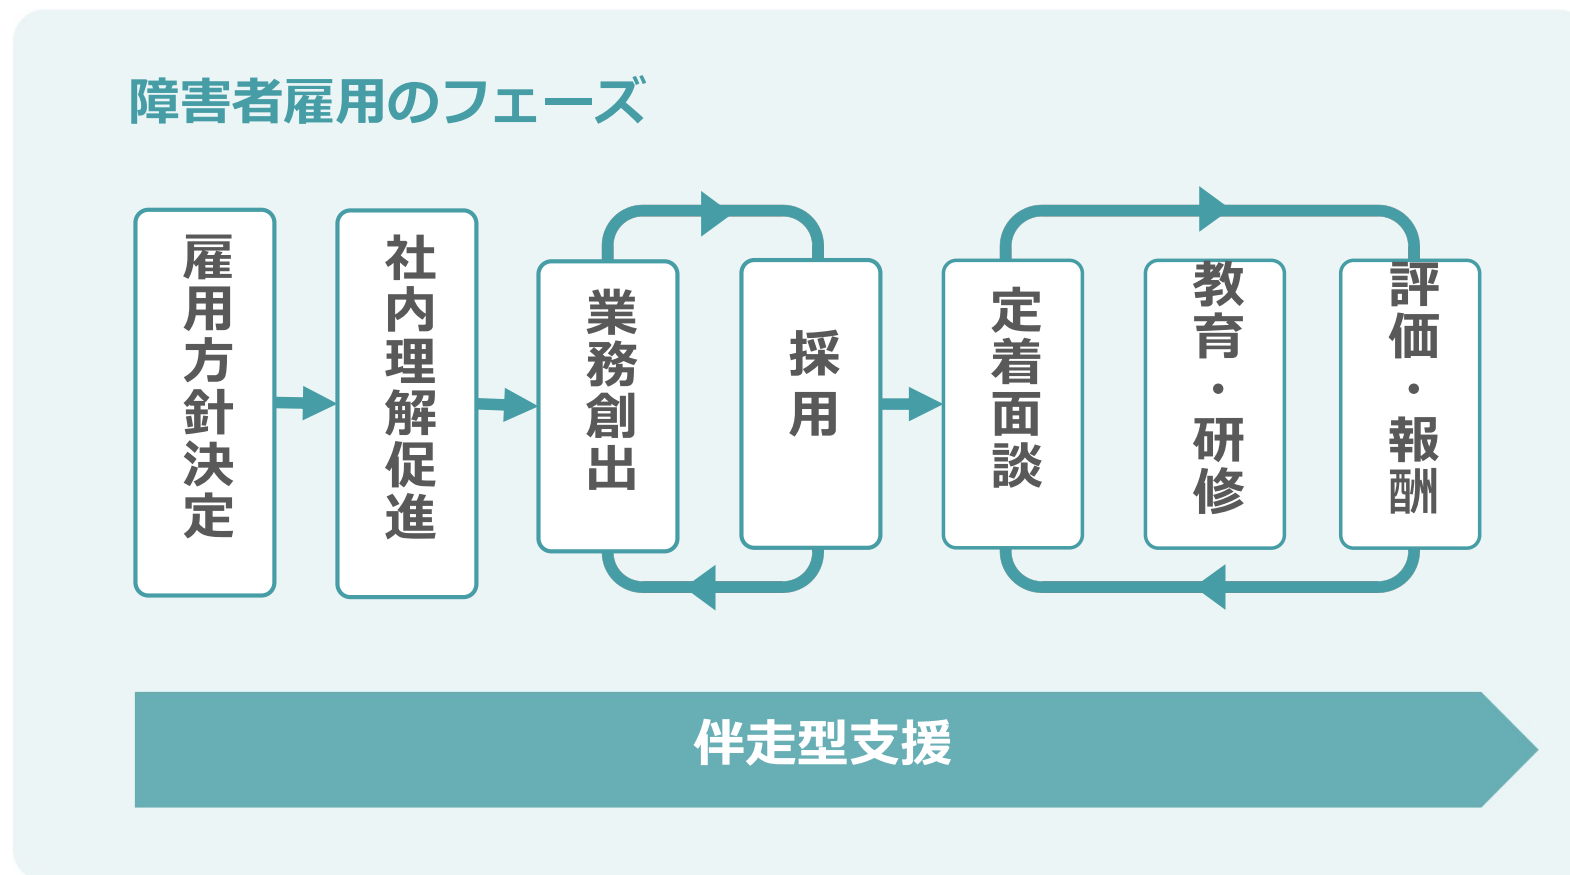 障害者雇用のフェーズ
雇用方針決定
社内理解促進
業務創出
採用
定着面談
教育・研修
評価・報酬
伴走型支援